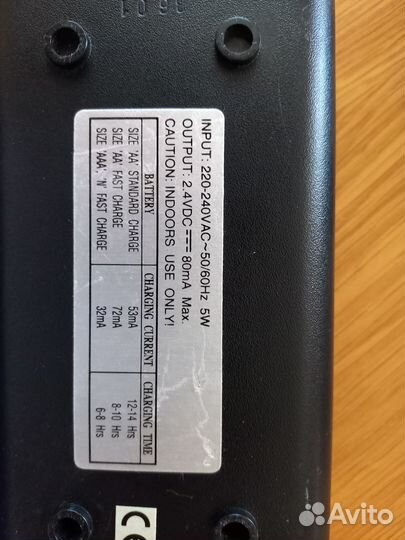 INPUT: 220-240VAC~50/60Hz 5W
OUTPUT: 2.4VDC⎓ 80mA Max.
CAUTION: INDOORS USE ONLY!
BATTERY CHARGING CURRENT CHARGING TIME
SIZE 'AA' STANDARD CHARGE 53mA 12-14 Hrs
SIZE 'AA' FAST CHARGE 72mA 8-10 Hrs
SIZE 'AAA', 'N' FAST CHARGE 32mA 6-8 Hrs
CE
Avito